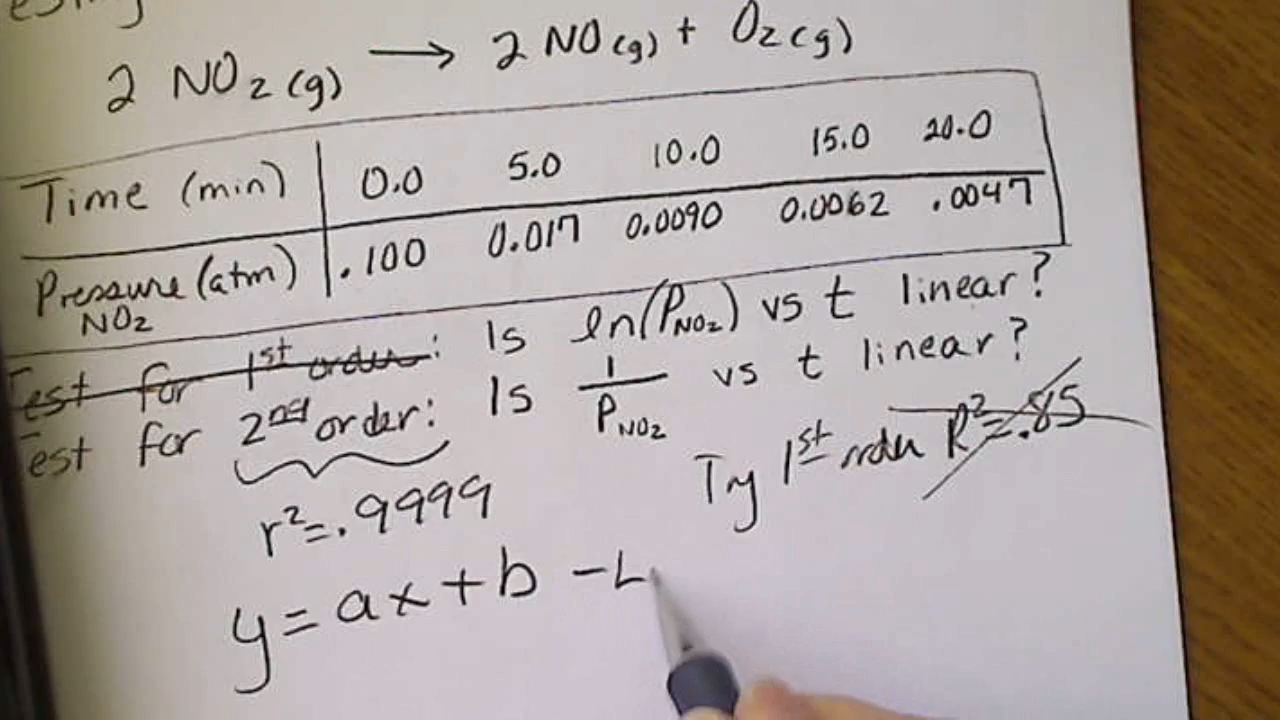 2 NO₂(g) → 2 NO(g) + O₂(g)
Time (min) | 0.0 5.0 10.0 15.0 20.0
Pressure (atm) | .100 0.017 0.0090 0.0062 .0047
NO₂
Test for 1st order: Is ln(P_NO₂) vs t linear?
Test for 2nd order: Is 1/P_NO₂ vs t linear?
Try 1st order R²=.85
r²=.9999
y=ax+b -L